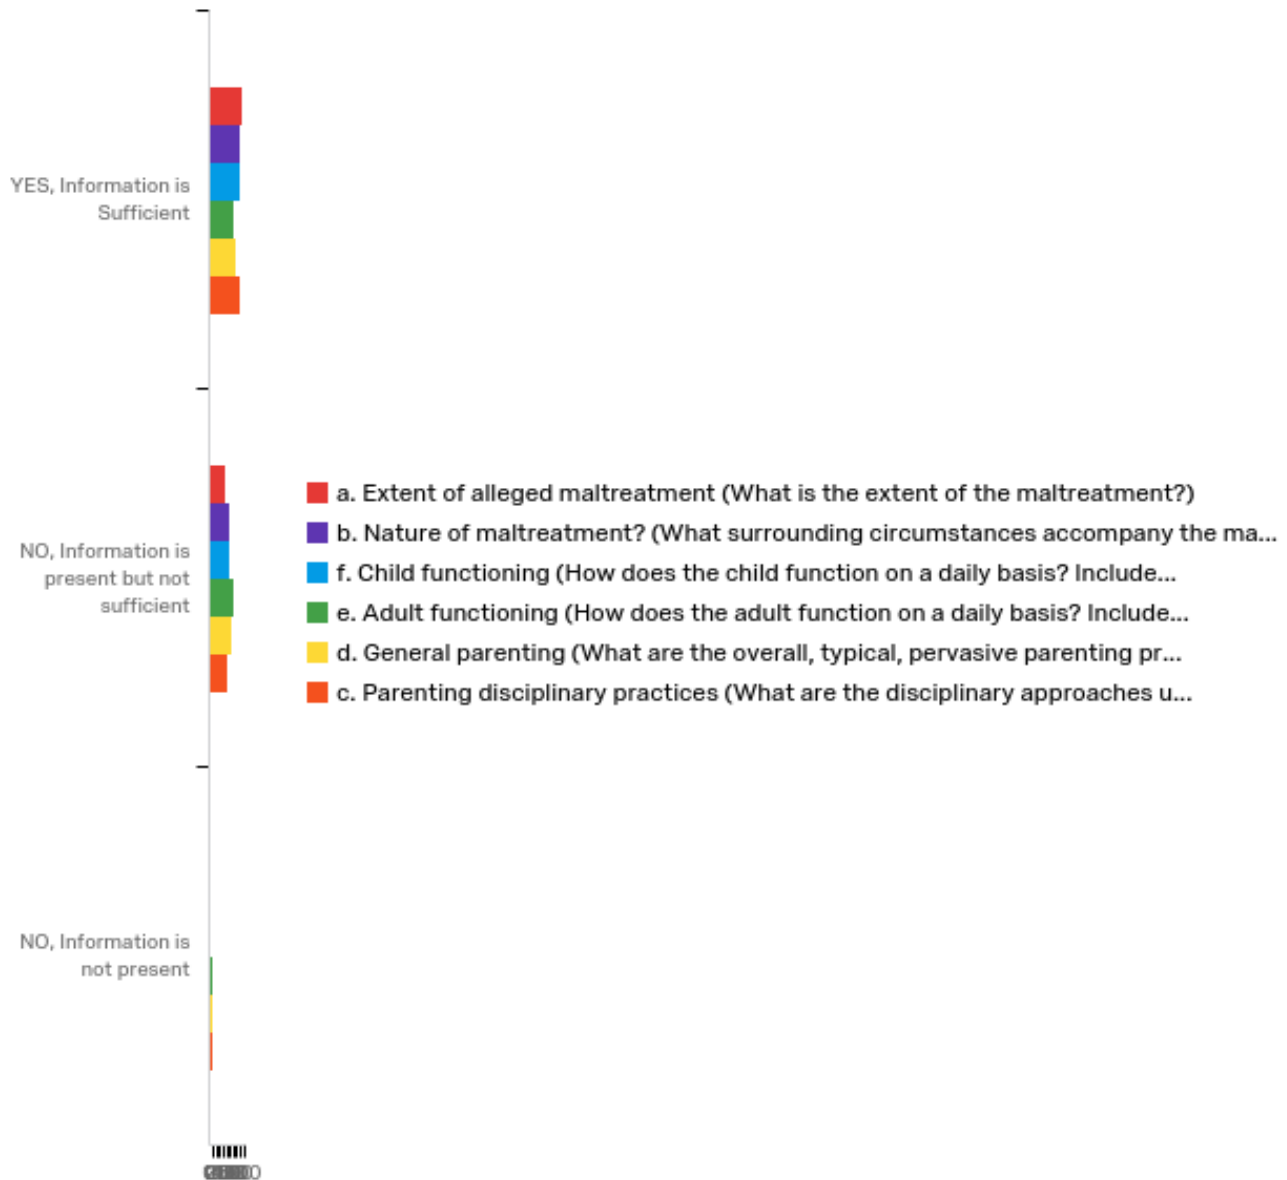 YES, Information is
Sufficient
NO, Information is
present but not
sufficient
a. Extent of alleged maltreatment (What is the extent of the maltreatment?)
b. Nature of maltreatment? (What surrounding circumstances accompany the ma...
f. Child functioning (How does the child function on a daily basis? Include...
e. Adult functioning (How does the adult function on a daily basis? Include...
d. General parenting (What are the overall, typical, pervasive parenting pr...
c. Parenting disciplinary practices (What are the disciplinary approaches u...
NO, Information is
not present